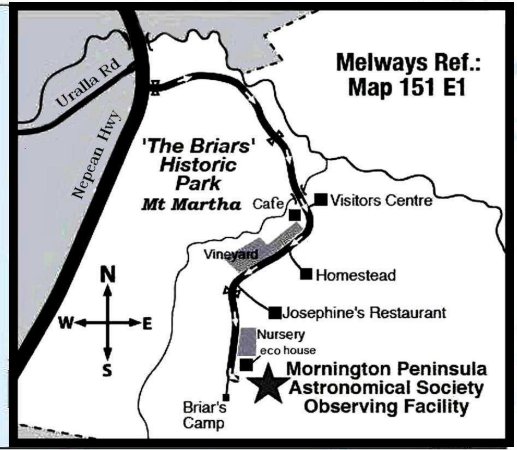 Melways Ref.:
Map 151 E1
Uralla Rd
Nepean Hwy
'The Briars'
Historic
Park
Mt Martha
Cafe
Visitors Centre
Vineyard
Homestead
N
W
E
S
Josephine's Restaurant
Nursery
eco house
Mornington Peninsula
Astronomical Society
Observing Facility
Briar's
Camp